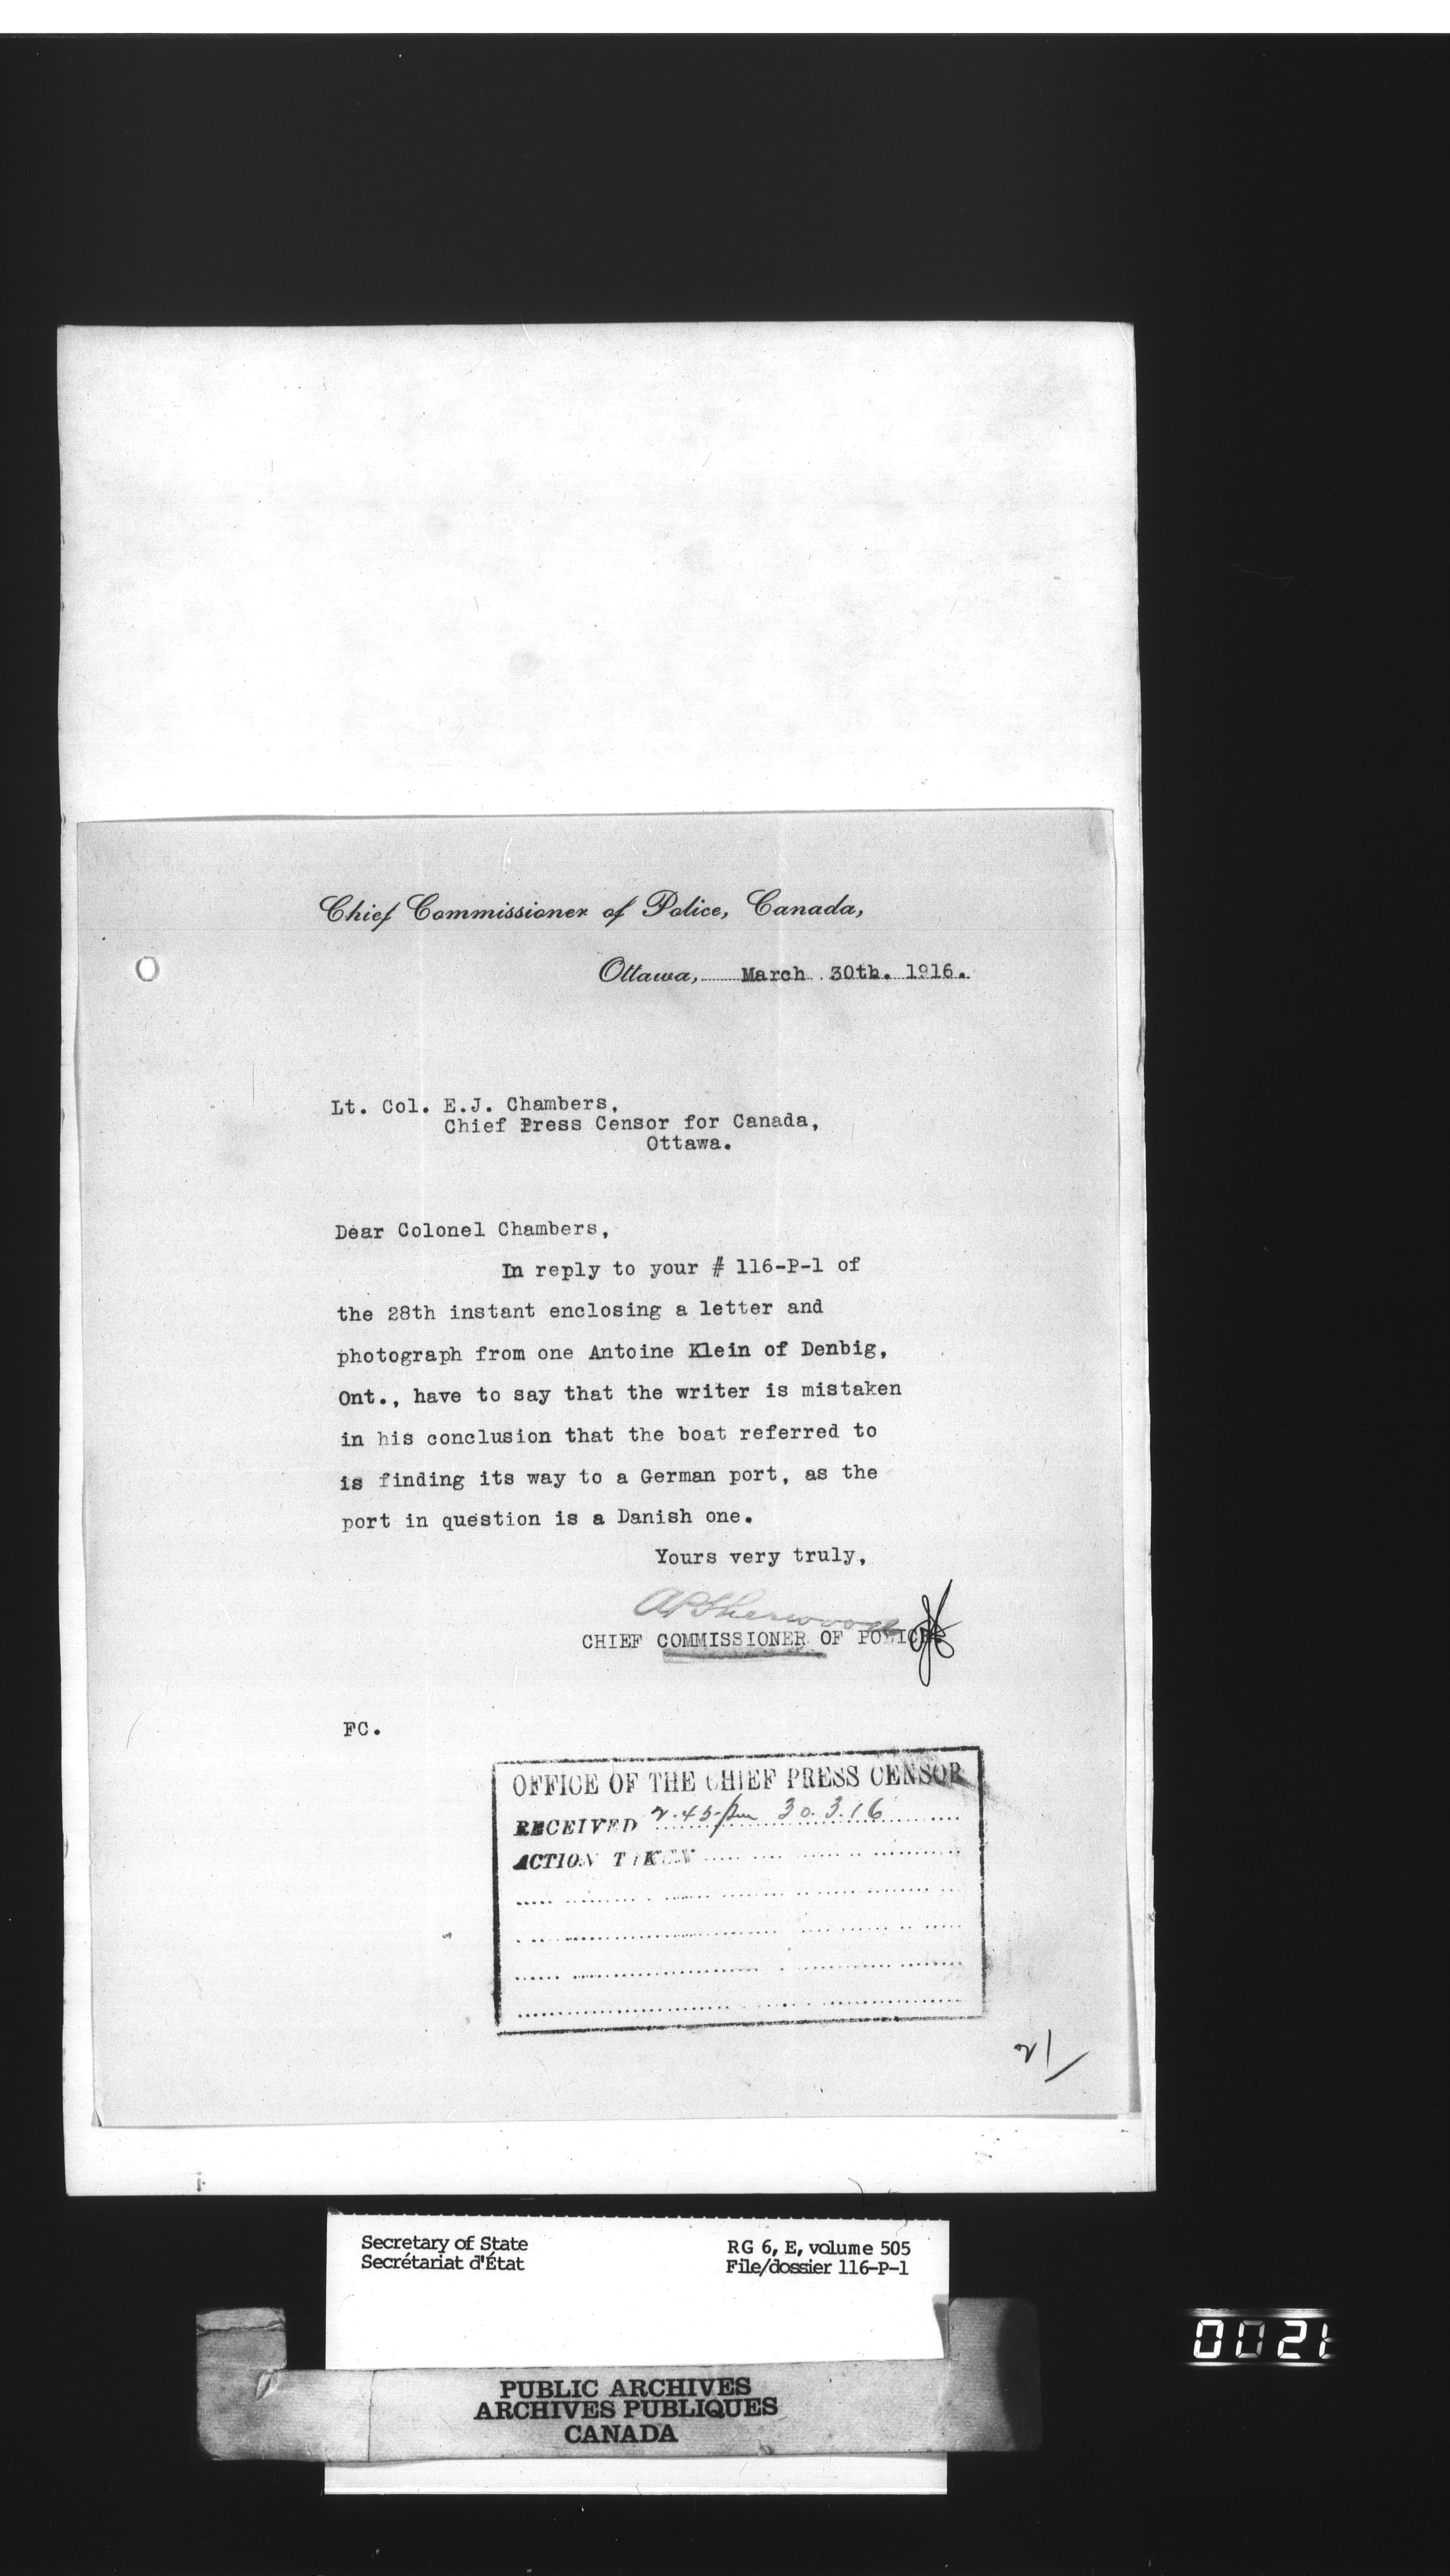 Chief Commissioner of Police, Canada,
Ottawa, March 30th. 1916.
Lt. Col. E.J. Chambers,
Chief Press Censor for Canada,
Ottawa.
Dear Colonel Chambers,
In reply to your # 116-P-1 of
the 28th instant enclosing a letter and
photograph from one Antoine Klein of Denbig,
Ont., have to say that the writer is mistaken
in his conclusion that the boat referred to
is finding its way to a German port, as the
port in question is a Danish one.
Yours very truly,
APSherwood
CHIEF COMMISSIONER OF POLICE
FC.
OFFICE OF THE CHIEF PRESS CENSOR
RECEIVED 2.45 pm 30.3.16
ACTION TAKEN
21
Secretary of State
Secrétariat d'État
RG 6, E, volume 505
File/dossier 116-P-1
PUBLIC ARCHIVES
ARCHIVES PUBLIQUES
CANADA
0021